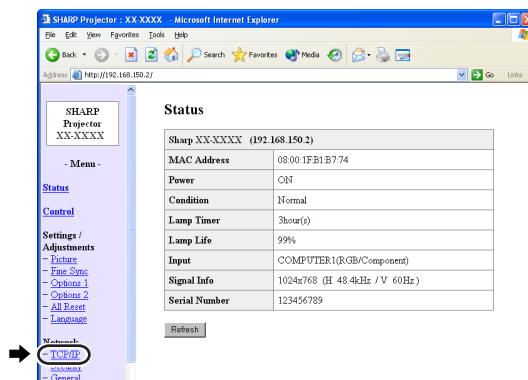 SHARP Projector : XX-XXXX - Microsoft Internet Explorer
File Edit View Favorites Tools Help
Back Search Favorites Media
Address http://192.168.150.2/ Go Links
SHARP
Projector
XX-XXXX
- Menu -
Status
Control
Settings /
Adjustments
– Picture
– Fine Sync
– Options 1
– Options 2
– All Reset
– Language
Network
– TCP/IP
– Security
– General
Status
Sharp XX-XXXX (192.168.150.2)
MAC Address 08:00:1F:B1:B7:74
Power ON
Condition Normal
Lamp Timer 3hour(s)
Lamp Life 99%
Input COMPUTER1(RGB/Component)
Signal Info 1024x768 (H 48.4kHz / V 60Hz )
Serial Number 123456789
Refresh